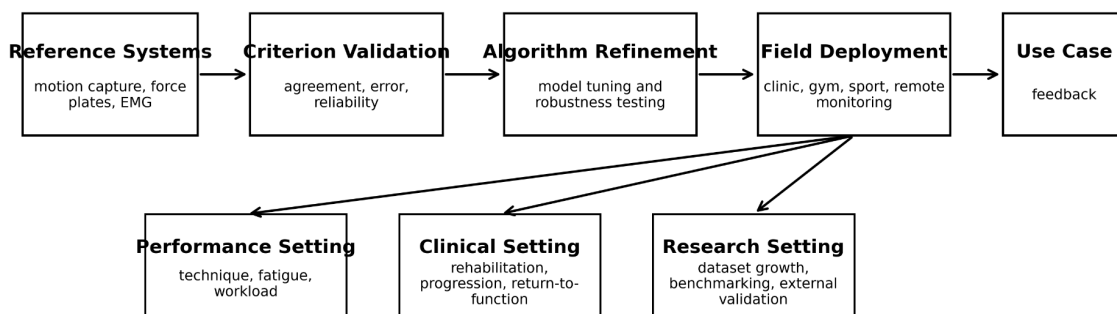 Reference Systems
motion capture, force
plates, EMG
Criterion Validation
agreement, error,
reliability
Algorithm Refinement
model tuning and
robustness testing
Field Deployment
clinic, gym, sport, remote
monitoring
Use Case
feedback
Performance Setting
technique, fatigue,
workload
Clinical Setting
rehabilitation,
progression, return-to-
function
Research Setting
dataset growth,
benchmarking, external
validation